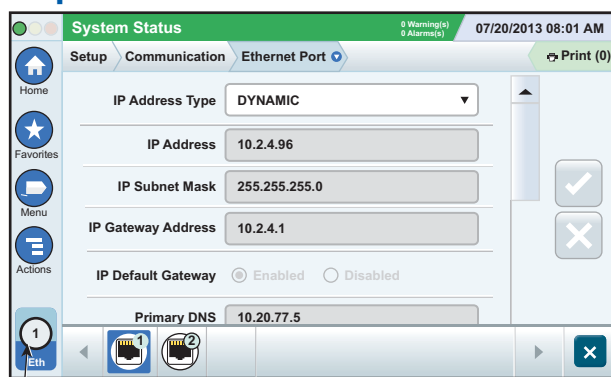 System Status
0 Warning(s)
0 Alarms(s)
07/20/2013 08:01 AM
Setup
Communication
Ethernet Port
Print (0)
Home
Favorites
Menu
Actions
IP Address Type
DYNAMIC
IP Address
10.2.4.96
IP Subnet Mask
255.255.255.0
IP Gateway Address
10.2.4.1
IP Default Gateway
Enabled
Disabled
Primary DNS
10.20.77.5
1
Eth
1
2